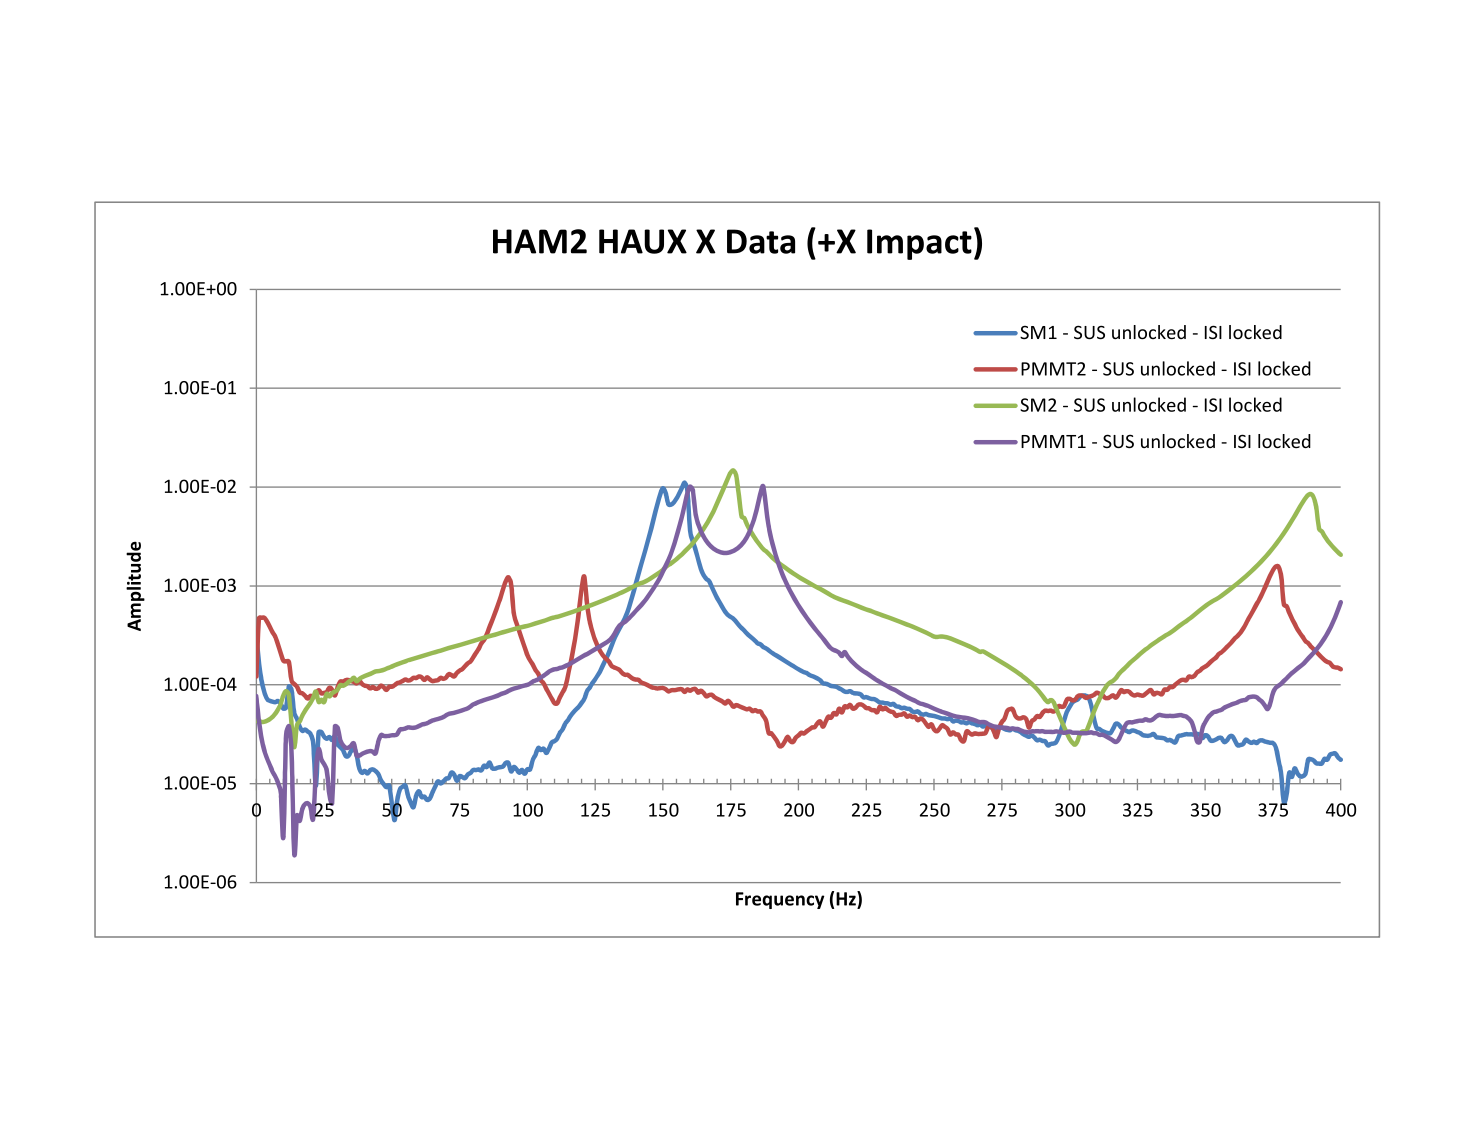 HAM2 HAUX X Data (+X Impact)
1.00E+00
SM1 - SUS unlocked - ISI locked
PMMT2 - SUS unlocked - ISI locked
1.00E-01
SM2 - SUS unlocked - ISI locked
PMMT1 - SUS unlocked - ISI locked
1.00E-02
Amplitude
1.00E-03
1.00E-04
1.00E-05
0 25 50 75 100 125 150 175 200 225 250 275 300 325 350 375 400
1.00E-06
Frequency (Hz)